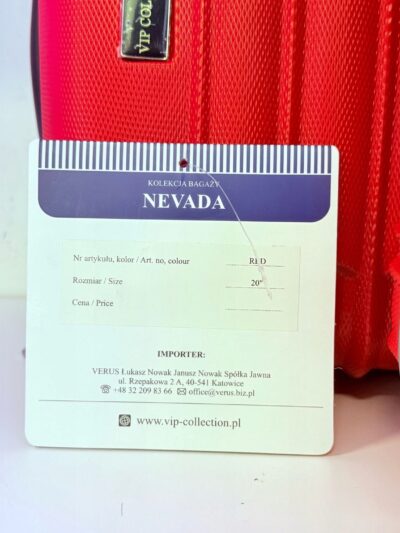 VIP COL
KOLEKCJA BAGAŻY
NEVADA
Nr artykułu, kolor / Art. no, colour RED
Rozmiar / Size 20"
Cena / Price
IMPORTER:
VERUS Łukasz Nowak Janusz Nowak Spółka Jawna
ul. Rzepakowa 2 A, 40-541 Katowice
☎ +48 32 209 83 66 ✉ office@verus.biz.pl
www.vip-collection.pl